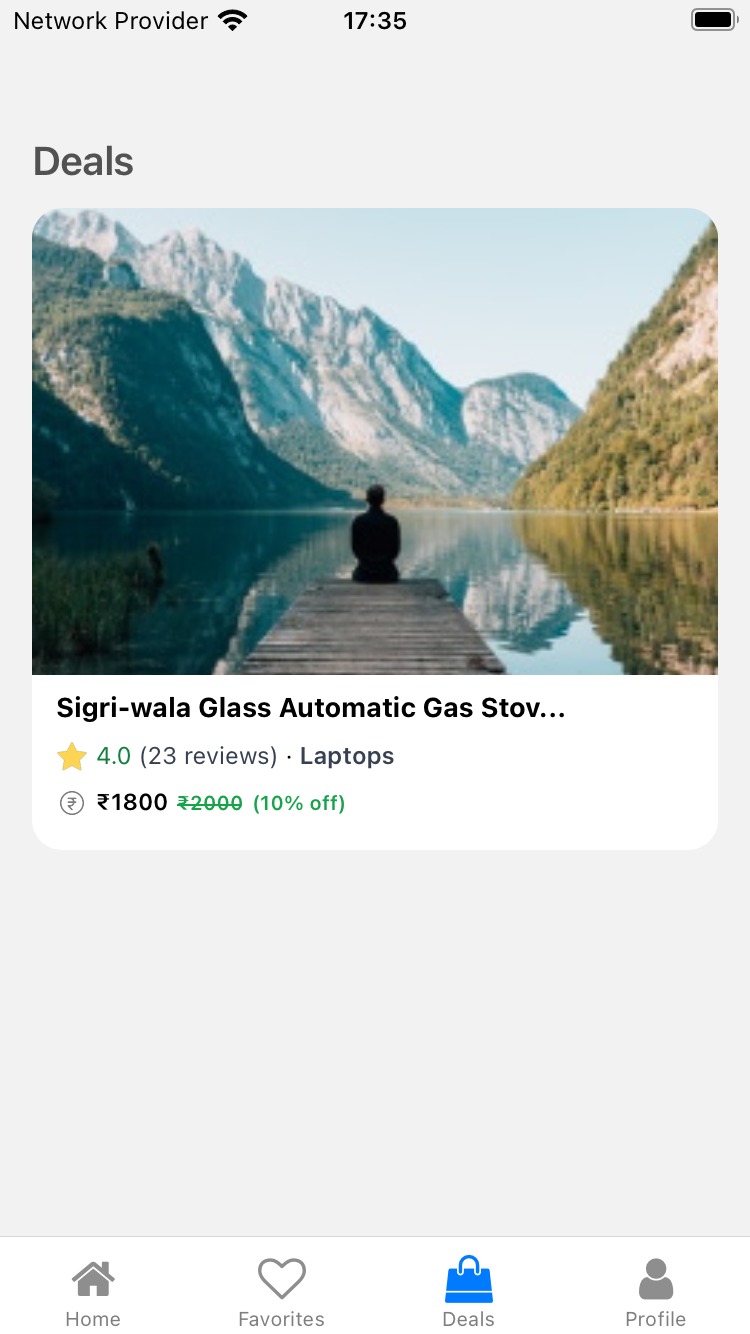 Network Provider 17:35
Deals
Sigri-wala Glass Automatic Gas Stov...
4.0 (23 reviews) · Laptops
₹ ₹1800 ₹2000 (10% off)
Home Favorites Deals Profile